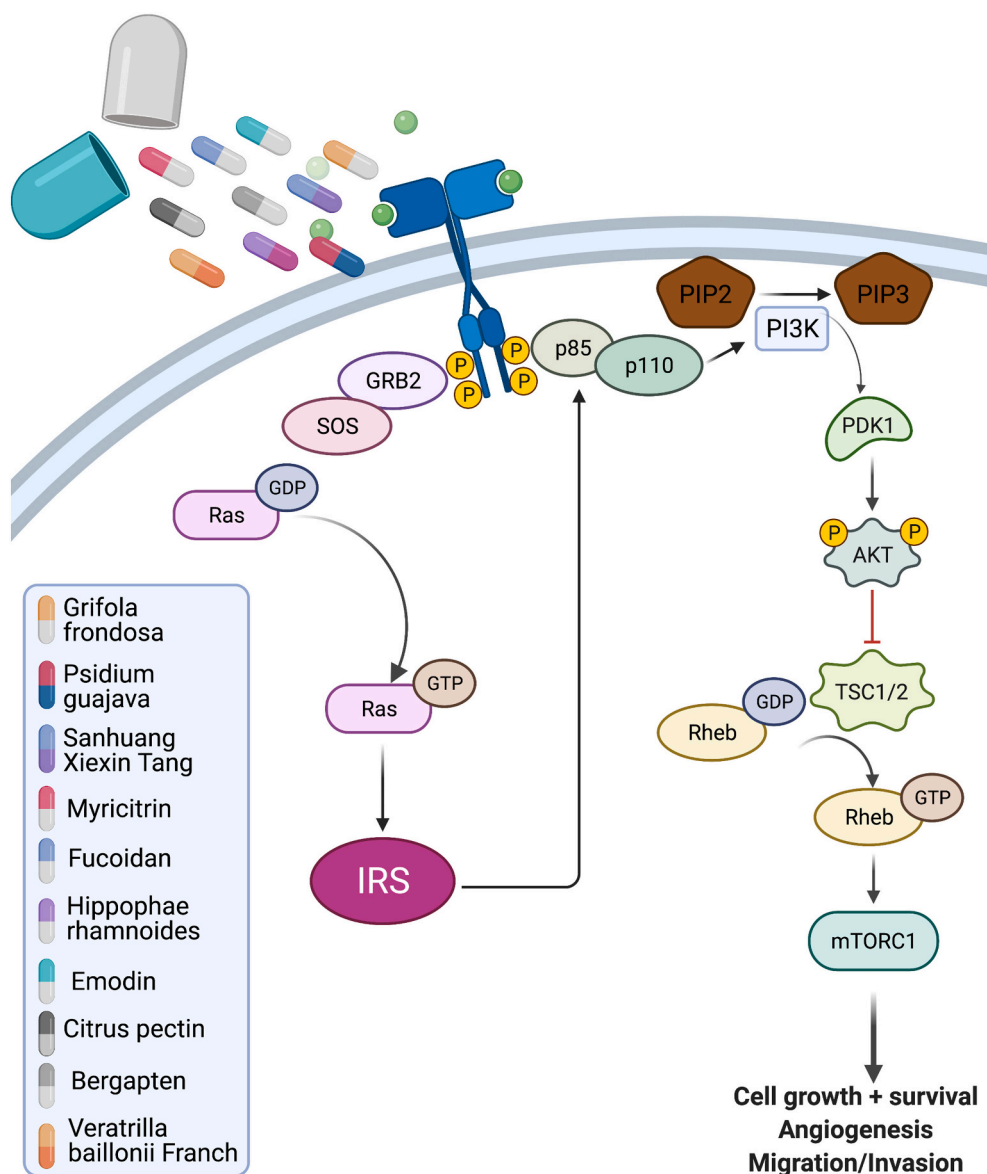 PIP2
PIP3
PI3K
p85
p110
P
P
P
P
GRB2
SOS
PDK1
GDP
Ras
P
P
AKT
GTP
Ras
TSC1/2
GDP
Rheb
GTP
Rheb
IRS
mTORC1
Grifola
frondosa
Psidium
guajava
Sanhuang
Xiexin Tang
Myricitrin
Fucoidan
Hippophae
rhamnoides
Emodin
Citrus pectin
Bergapten
Veratrilla
baillonii Franch
Cell growth + survival
Angiogenesis
Migration/Invasion